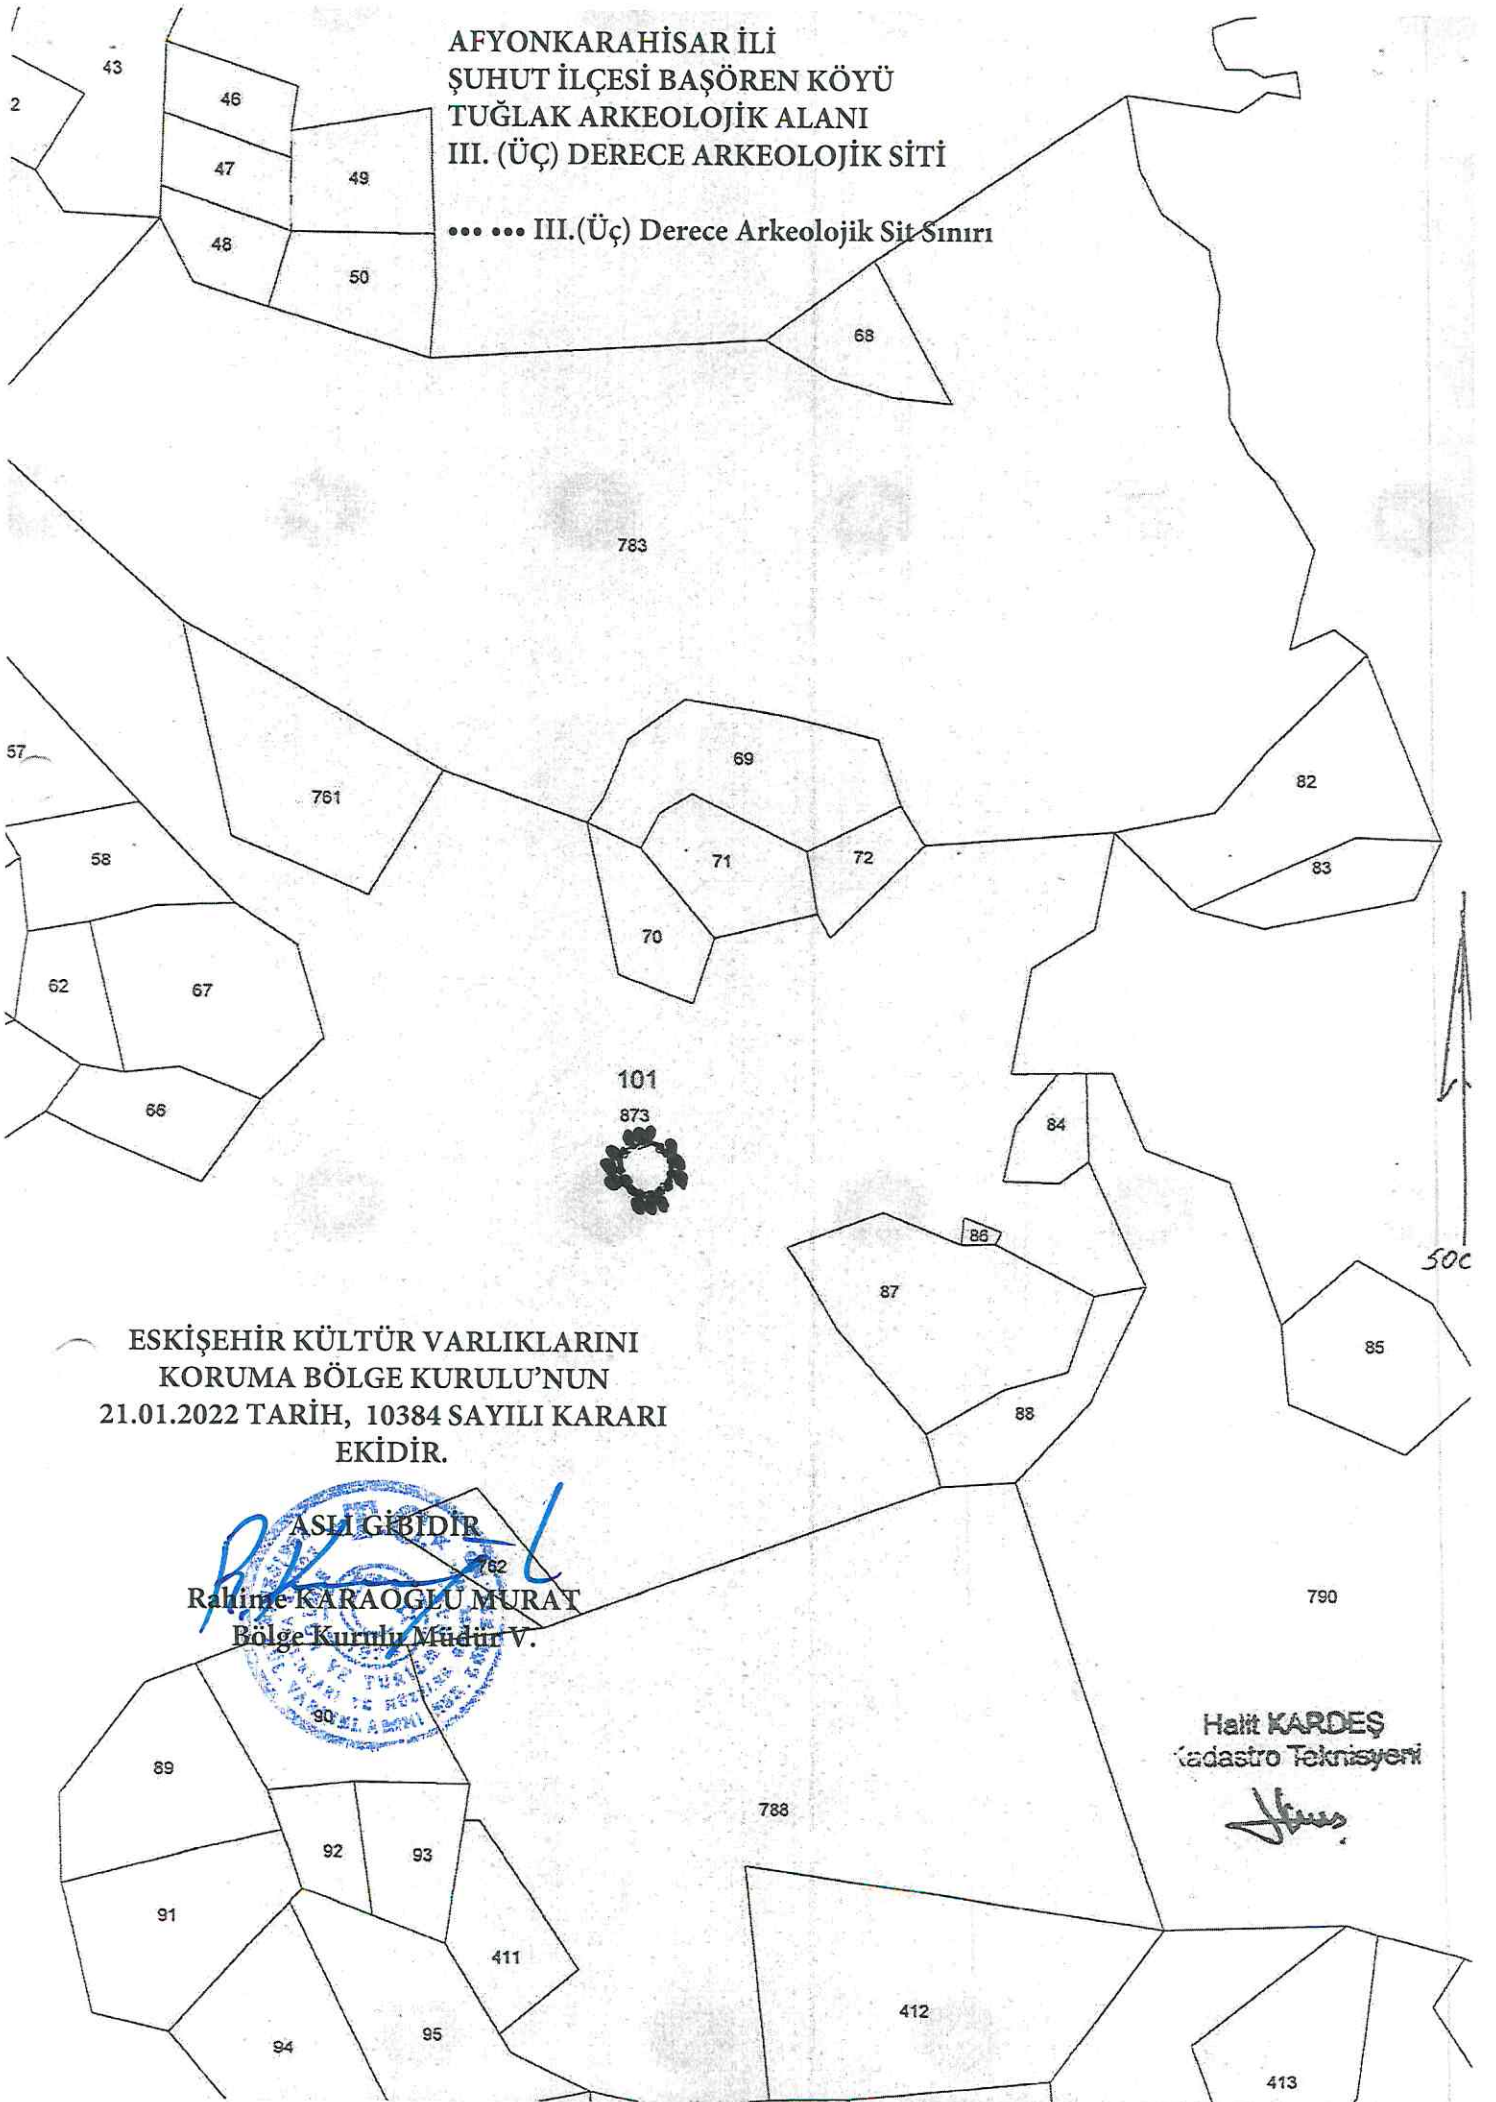 AFYONKARAHİSAR İLİ
ŞUHUT İLÇESİ BAŞÖREN KÖYÜ
TUĞLAK ARKEOLOJİK ALANI
III. (ÜÇ) DERECE ARKEOLOJİK SİTİ
••• ••• III.(Üç) Derece Arkeolojik Sit Sınırı
43
2
46
47
49
48
50
68
783
57
761
69
82
58
71
72
83
70
62
67
101
873
66
84
86
87
50C
85
88
ESKİŞEHİR KÜLTÜR VARLIKLARINI
KORUMA BÖLGE KURULU'NUN
21.01.2022 TARİH, 10384 SAYILI KARARI
EKİDİR.
ASLI GİBİDİR
762
Rahime KARAOĞLU MURAT
Bölge Kurulu Müdür V.
790
90
Halit KARDEŞ
Kadastro Teknisyeni
89
788
92
93
91
411
412
95
94
413